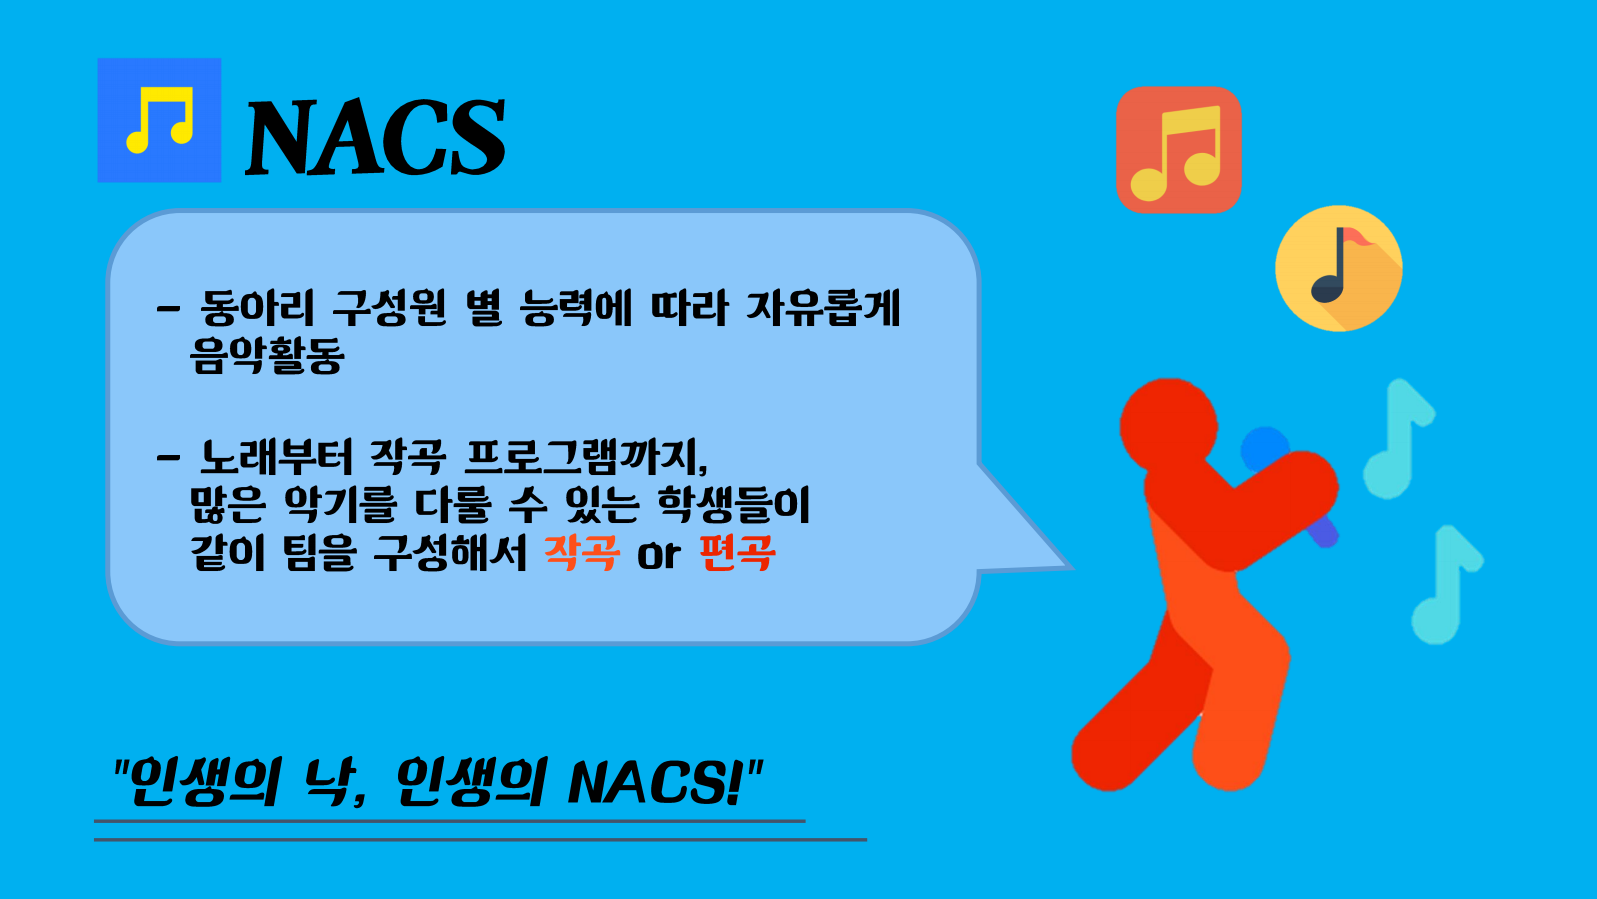 NACS
- 동아리 구성원 별 능력에 따라 자유롭게
음악활동
- 노래부터 작곡 프로그램까지,
많은 악기를 다룰 수 있는 학생들이
같이 팀을 구성해서 작곡 or 편곡
"인생의 낙, 인생의 NACS!"